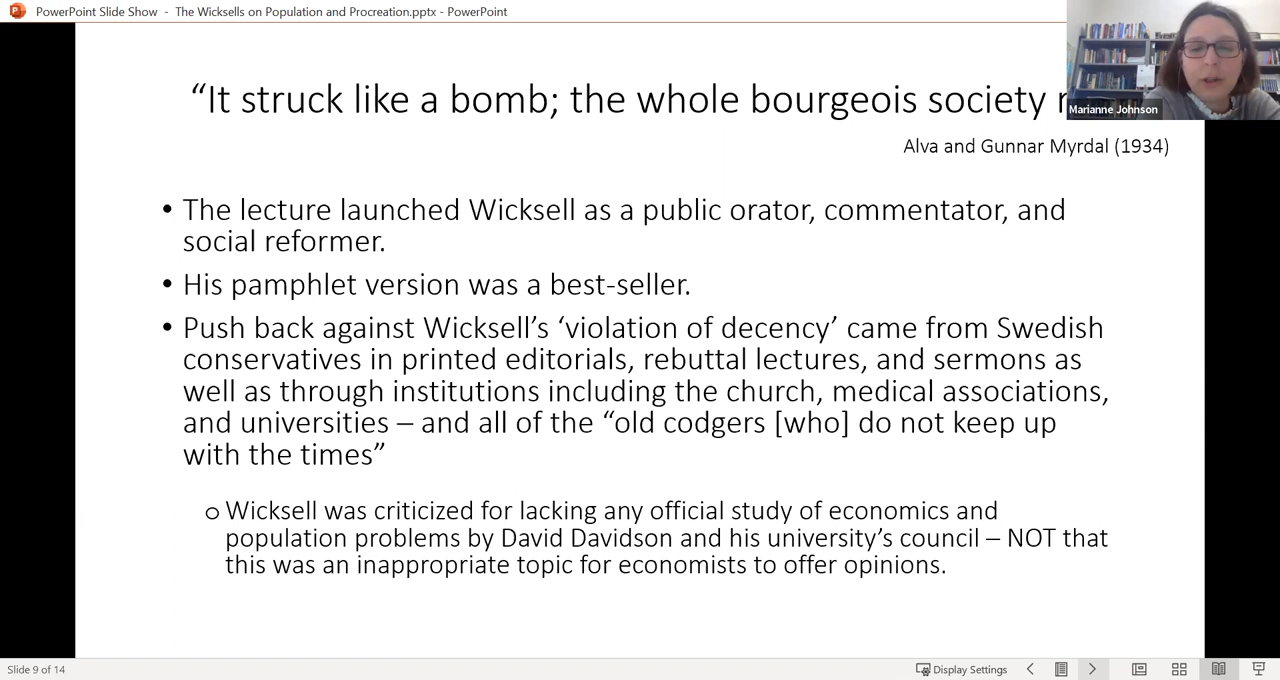 PowerPoint Slide Show - The Wicksells on Population and Procreation.pptx - PowerPoint
“It struck like a bomb; the whole bourgeois society
Marianne Johnson
Alva and Gunnar Myrdal (1934)
• The lecture launched Wicksell as a public orator, commentator, and
social reformer.
• His pamphlet version was a best-seller.
• Push back against Wicksell’s ‘violation of decency’ came from Swedish
conservatives in printed editorials, rebuttal lectures, and sermons as
well as through institutions including the church, medical associations,
and universities – and all of the “old codgers [who] do not keep up
with the times”
o Wicksell was criticized for lacking any official study of economics and
population problems by David Davidson and his university’s council – NOT that
this was an inappropriate topic for economists to offer opinions.
Slide 9 of 14
Display Settings